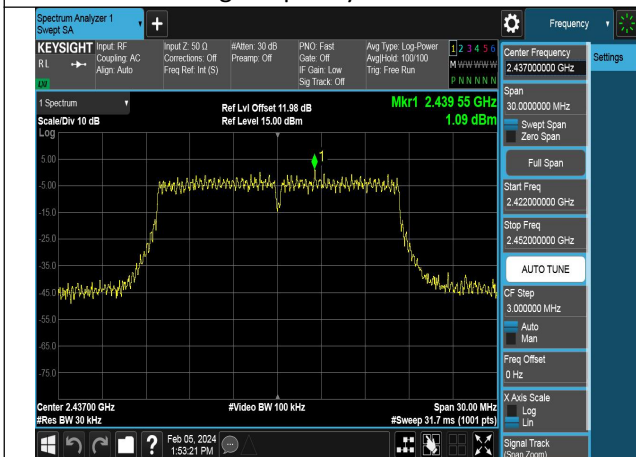 Spectrum Analyzer 1
Swept SA
+
Frequency
KEYSIGHT
RL
Input: RF
Coupling: AC
Align: Auto
Input Z: 50 Ω
Corrections: Off
Freq Ref: Int (S)
#Atten: 30 dB
Preamp: Off
PNO: Fast
Gate: Off
IF Gain: Low
Sig Track: Off
Avg Type: Log-Power
Avg|Hold: 100/100
Trig: Free Run
1 2 3 4 5 6
M W W W W W
P N N N N N
Settings
1 Spectrum
Scale/Div 10 dB
Log
Ref Lvl Offset 11.98 dB
Ref Level 15.00 dBm
Mkr1 2.439 55 GHz
1.09 dBm
1
5.00
-5.00
-15.0
-25.0
-35.0
-45.0
-55.0
-65.0
-75.0
Center 2.43700 GHz
#Res BW 30 kHz
#Video BW 100 kHz
Span 30.00 MHz
#Sweep 31.7 ms (1001 pts)
Center Frequency
2.437000000 GHz
Span
30.0000000 MHz
Swept Span
Zero Span
Full Span
Start Freq
2.422000000 GHz
Stop Freq
2.452000000 GHz
AUTO TUNE
CF Step
3.000000 MHz
Auto
Man
Freq Offset
0 Hz
X Axis Scale
Log
Lin
Signal Track
(Span Zoom)
?
Feb 05, 2024
1:53:21 PM